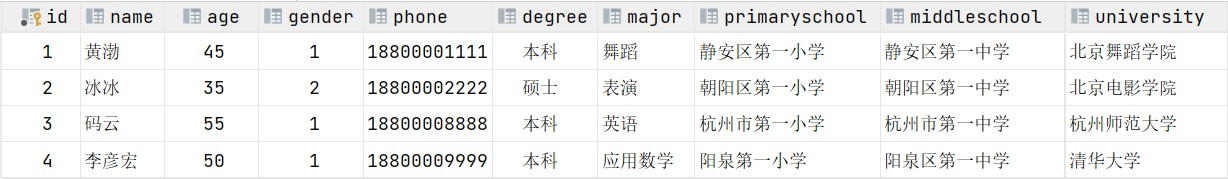 id name age gender phone degree major primaryschool middleschool university
1 黄渤 45 1 18800001111 本科 舞蹈 静安区第一小学 静安区第一中学 北京舞蹈学院
2 冰冰 35 2 18800002222 硕士 表演 朝阳区第一小学 朝阳区第一中学 北京电影学院
3 码云 55 1 18800008888 本科 英语 杭州市第一小学 杭州市第一中学 杭州师范大学
4 李彦宏 50 1 18800009999 本科 应用数学 阳泉第一小学 阳泉区第一中学 清华大学